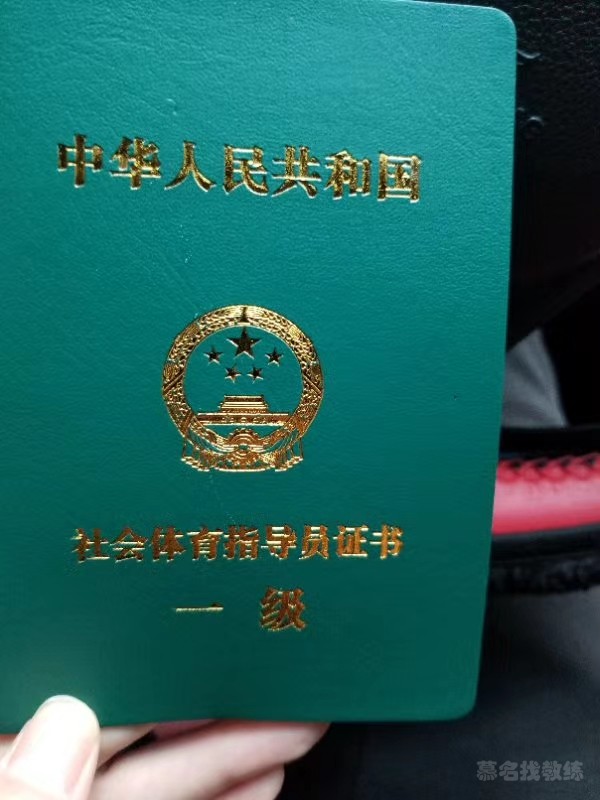 中华人民共和国
社会体育指导员证书
一级
慕名找教练